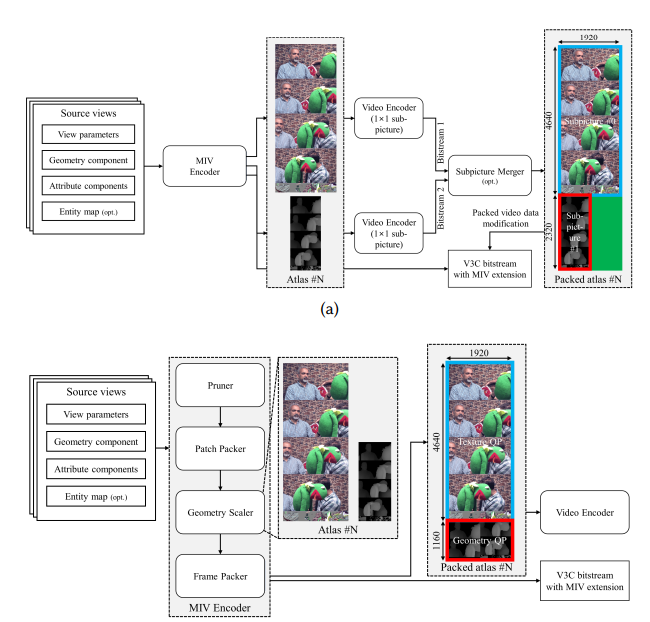 Source views
View parameters
Geometry component
Attribute components
Entity map (opt.)
MIV
Encoder
Atlas #N
Video Encoder
(1×1 sub-
picture)
Bitstream 1
Video Encoder
(1×1 sub-
picture)
Bitstream 2
Subpicture Merger
(opt.)
Packed video data
modification
V3C bitstream
with MIV extension
1920
4640
Subpicture #0
2320
Sub-
pict-
ure
#1
Packed atlas #N
(a)
Source views
View parameters
Geometry component
Attribute components
Entity map (opt.)
Pruner
Patch Packer
Geometry Scaler
Frame Packer
MIV Encoder
Atlas #N
1920
4640
Texture QP
1160
Geometry QP
Packed atlas #N
Video Encoder
V3C bitstream
with MIV extension